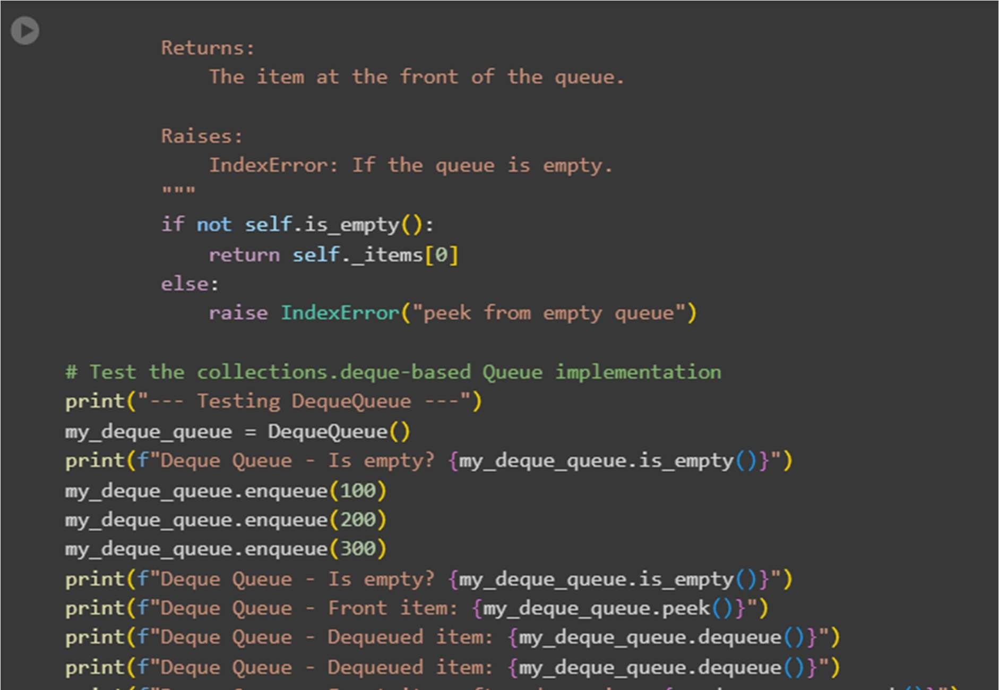 Returns:
            The item at the front of the queue.

        Raises:
            IndexError: If the queue is empty.
        """
        if not self.is_empty():
            return self._items[0]
        else:
            raise IndexError("peek from empty queue")

# Test the collections.deque-based Queue implementation
print("--- Testing DequeQueue ---")
my_deque_queue = DequeQueue()
print(f"Deque Queue - Is empty? {my_deque_queue.is_empty()}")
my_deque_queue.enqueue(100)
my_deque_queue.enqueue(200)
my_deque_queue.enqueue(300)
print(f"Deque Queue - Is empty? {my_deque_queue.is_empty()}")
print(f"Deque Queue - Front item: {my_deque_queue.peek()}")
print(f"Deque Queue - Dequeued item: {my_deque_queue.dequeue()}")
print(f"Deque Queue - Dequeued item: {my_deque_queue.dequeue()}")